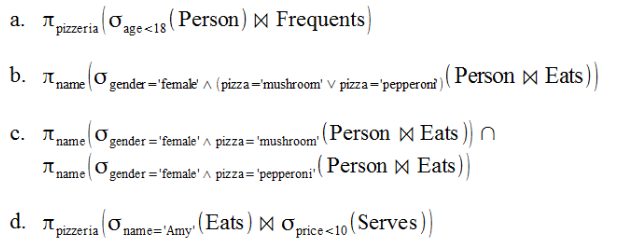 a. π_pizzeria(σ_age<18(Person) ⋈ Frequents)
b. π_name(σ_gender='female' ∧ (pizza='mushroom' ∨ pizza='pepperoni')(Person ⋈ Eats))
c. π_name(σ_gender='female' ∧ pizza='mushroom'(Person ⋈ Eats)) ∩
π_name(σ_gender='female' ∧ pizza='pepperoni'(Person ⋈ Eats))
d. π_pizzeria(σ_name='Amy'(Eats) ⋈ σ_price<10(Serves))